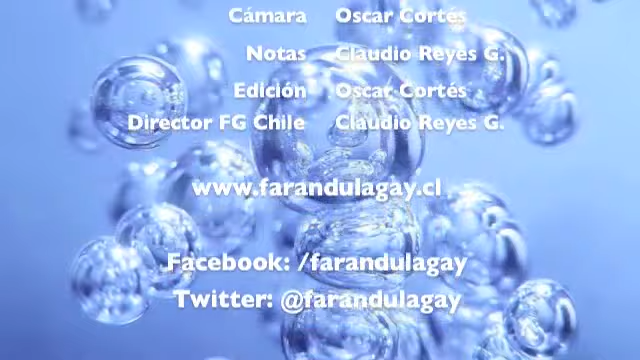 Cámara Oscar Cortés
Notas Claudio Reyes G.
Edición Oscar Cortés
Director FG Chile Claudio Reyes G.
www.farandulagay.cl
Facebook: /farandulagay
Twitter: @farandulagay